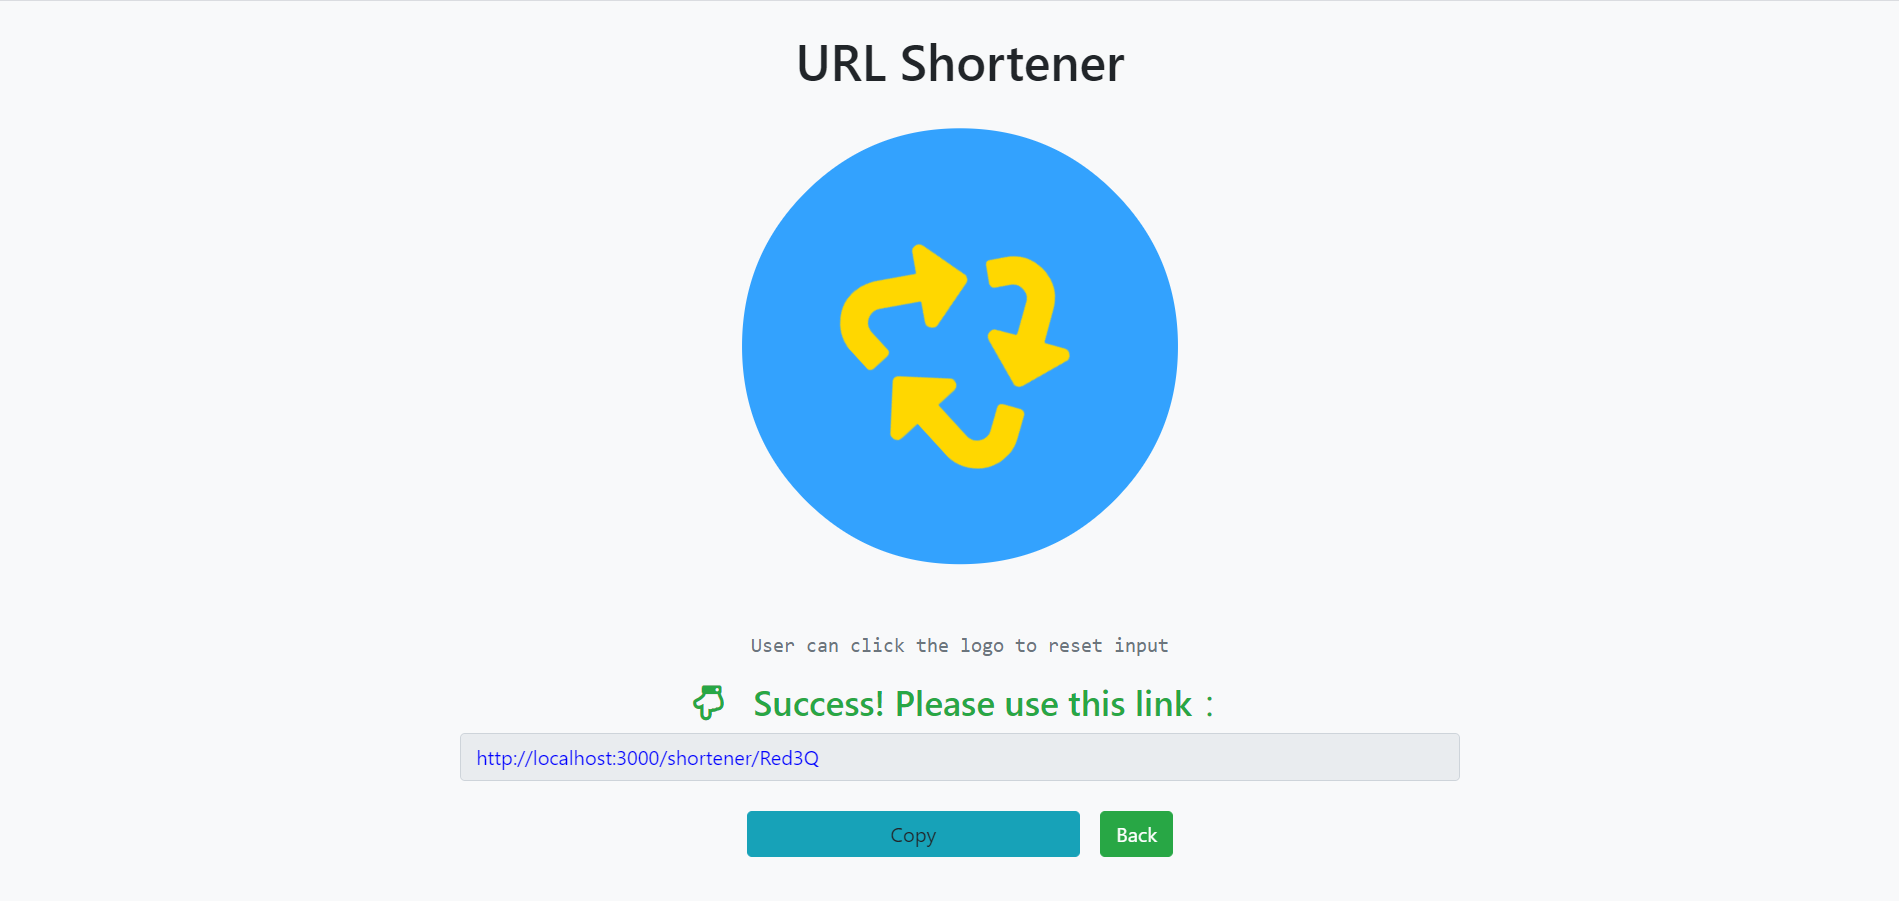 URL Shortener
User can click the logo to reset input
Success! Please use this link：
http://localhost:3000/shortener/Red3Q
Copy Back